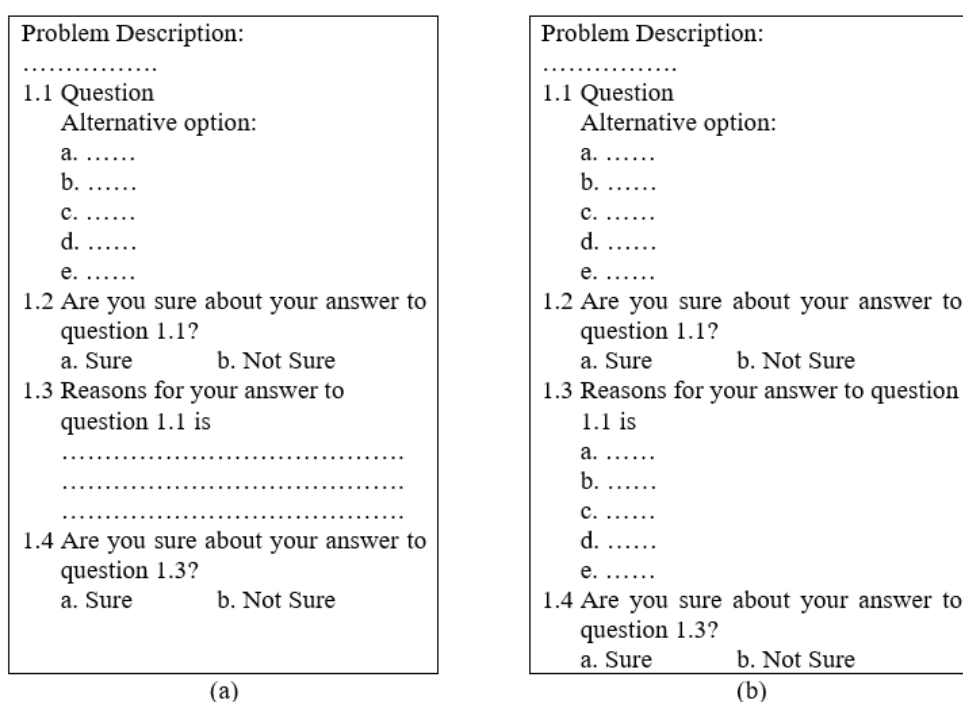 Problem Description:
................
1.1 Question
Alternative option:
a. ......
b. ......
c. ......
d. ......
e. ......
1.2 Are you sure about your answer to
question 1.1?
a. Sure b. Not Sure
1.3 Reasons for your answer to
question 1.1 is
........................................
........................................
........................................
1.4 Are you sure about your answer to
question 1.3?
a. Sure b. Not Sure
(a)
Problem Description:
................
1.1 Question
Alternative option:
a. ......
b. ......
c. ......
d. ......
e. ......
1.2 Are you sure about your answer to
question 1.1?
a. Sure b. Not Sure
1.3 Reasons for your answer to question
1.1 is
a. ......
b. ......
c. ......
d. ......
e. ......
1.4 Are you sure about your answer to
question 1.3?
a. Sure b. Not Sure
(b)